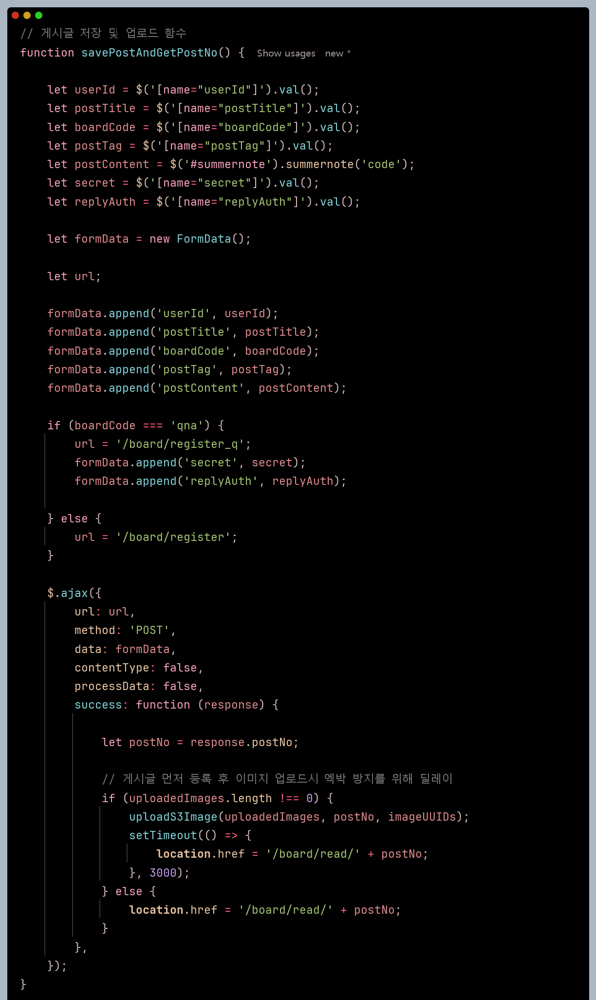 // 게시글 저장 및 업로드 함수
function savePostAndGetPostNo() { Show usages new *
let userId = $('[name="userId"]').val();
let postTitle = $('[name="postTitle"]').val();
let boardCode = $('[name="boardCode"]').val();
let postTag = $('[name="postTag"]').val();
let postContent = $('#summernote').summernote('code');
let secret = $('[name="secret"]').val();
let replyAuth = $('[name="replyAuth"]').val();
let formData = new FormData();
let url;
formData.append('userId', userId);
formData.append('postTitle', postTitle);
formData.append('boardCode', boardCode);
formData.append('postTag', postTag);
formData.append('postContent', postContent);
if (boardCode === 'qna') {
url = '/board/register_q';
formData.append('secret', secret);
formData.append('replyAuth', replyAuth);
} else {
url = '/board/register';
}
$.ajax({
url: url,
method: 'POST',
data: formData,
contentType: false,
processData: false,
success: function (response) {
let postNo = response.postNo;
// 게시글 먼저 등록 후 이미지 업로드시 엑박 방지를 위해 딜레이
if (uploadedImages.length !== 0) {
uploadS3Image(uploadedImages, postNo, imageUUIDs);
setTimeout(() => {
location.href = '/board/read/' + postNo;
}, 3000);
} else {
location.href = '/board/read/' + postNo;
}
},
});
}